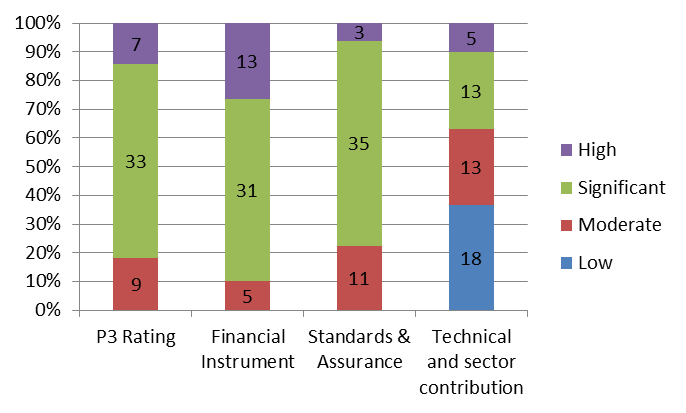 100%
90%
80%
70%
60%
50%
40%
30%
20%
10%
0%
7
33
9
13
31
5
3
35
11
5
13
13
18
P3 Rating
Financial
Instrument
Standards &
Assurance
Technical
and sector
contribution
High
Significant
Moderate
Low